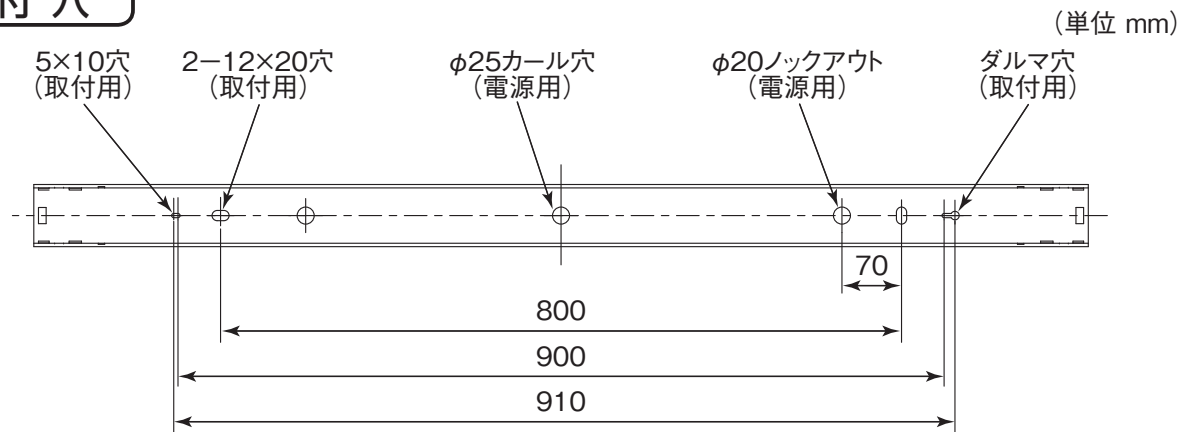 付 穴
(単位 mm)
5×10穴
(取付用)
2−12×20穴
(取付用)
φ25カール穴
(電源用)
φ20ノックアウト
(電源用)
ダルマ穴
(取付用)
70
800
900
910